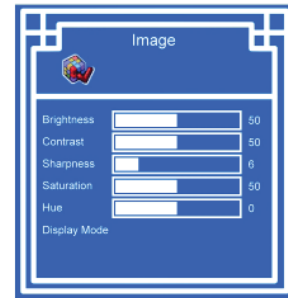 Image
Brightness 50
Contrast 50
Sharpness 6
Saturation 50
Hue 0
Display Mode